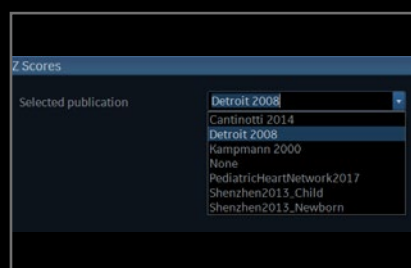 Z Scores
Selected publication Detroit 2008
Cantinotti 2014
Detroit 2008
Kampmann 2000
None
PediatricHeartNetwork2017
Shenzhen2013_Child
Shenzhen2013_Newborn